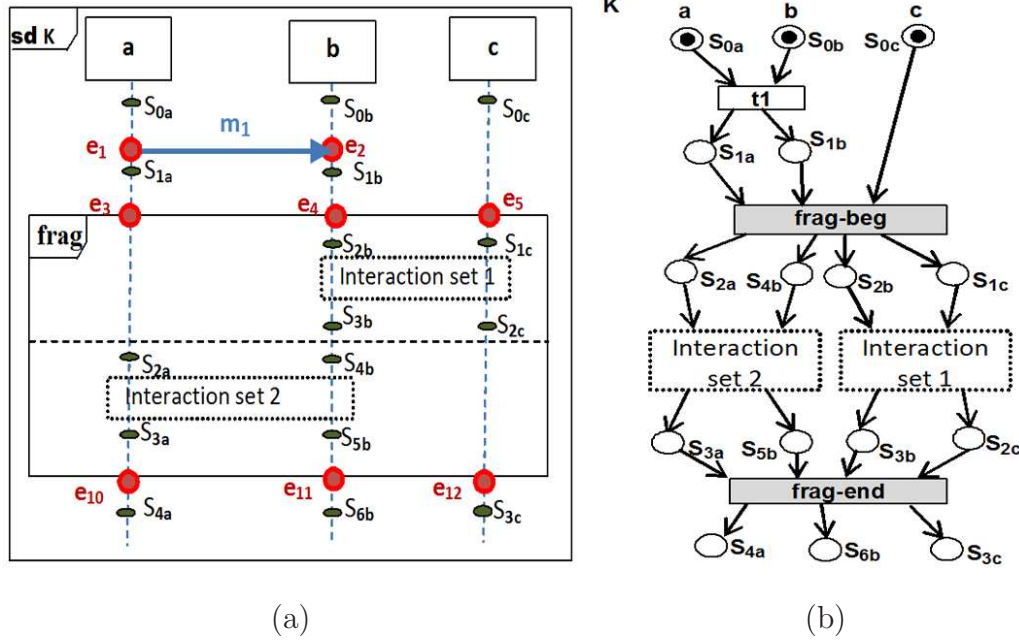 sd K
a
b
c
S0a
S0b
S0c
m1
e1
e2
S1a
S1b
e3
e4
e5
frag
S2b
S1c
Interaction set 1
S3b
S2c
S2a
S4b
Interaction set 2
S3a
S5b
e10
e11
e12
S4a
S6b
S3c
(a)
K
a
b
c
S0a
S0b
S0c
t1
S1a
S1b
frag-beg
S2a
S4b
S2b
S1c
Interaction
set 2
Interaction
set 1
S3a
S5b
S3b
S2c
frag-end
S4a
S6b
S3c
(b)